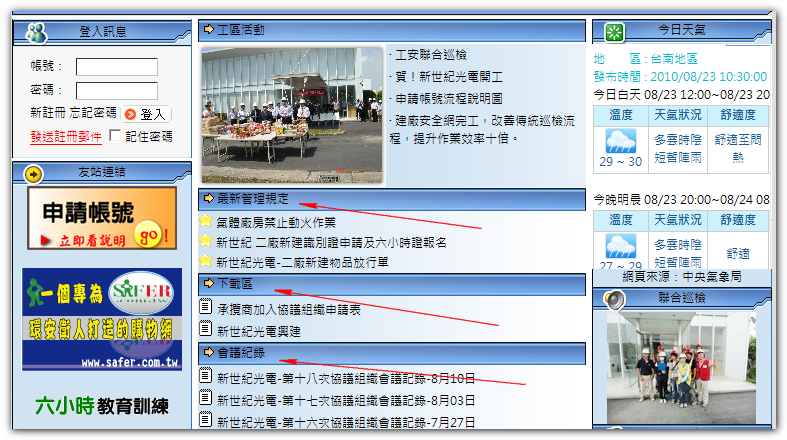 登入訊息
帳號：
密碼：
新註冊 忘記密碼 登入
發送註冊郵件 記住密碼
友站連結
申請帳號
立即看說明 go!
一個專為 SAFER
.com.tw
環安衛人打造的購物網
www.safer.com.tw
六小時教育訓練
工區活動
· 工安聯合巡檢
· 賀！新世紀光電開工
· 申請帳號流程說明圖
· 建廠安全網完工，改善傳統巡檢流
程，提升作業效率十倍。
最新管理規定
氣體廠房禁止動火作業
新世紀 二廠新建識別證申請及六小時證報名
新世紀光電-二廠新建物品放行單
下載區
承攬商加入協議組織申請表
新世紀光電興建
會議紀錄
新世紀光電-第十八次協議組織會議記錄-8月10日
新世紀光電-第十七次協議組織會議記錄-8月03日
新世紀光電-第十六次協議組織會議記錄-7月27日
今日天氣
地 區：台南地區
發布時間：2010/08/23 10:30:00
今日白天 08/23 12:00~08/23 20
溫度 天氣狀況 舒適度
29 ~ 30 多雲時陰短暫陣雨 舒適至悶熱
今晚明晨 08/23 20:00~08/24 08
溫度 天氣狀況 舒適度
27 ~ 29 多雲時陰短暫陣雨 舒適
網頁來源：中央氣象局
聯合巡檢